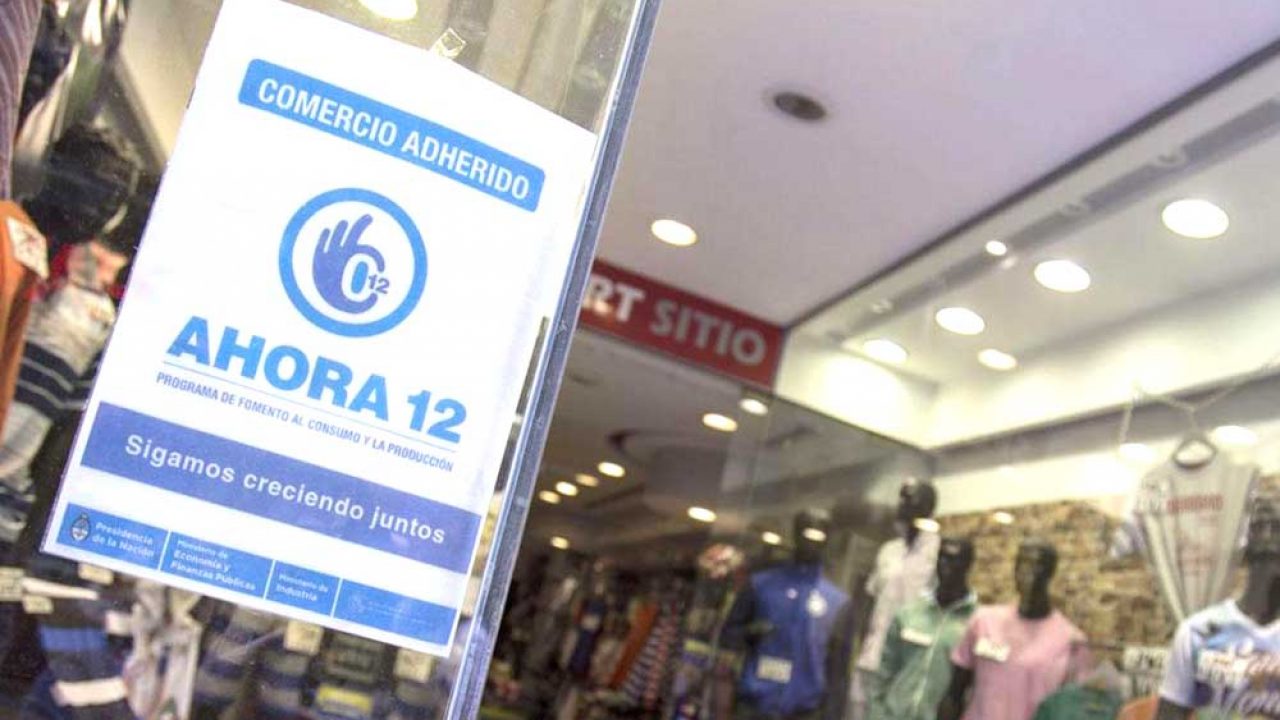 COMERCIO ADHERIDO
12
AHORA 12
PROGRAMA DE FOMENTO AL CONSUMO Y LA PRODUCCIÓN
Sigamos creciendo juntos
Presidencia
de la Nación
Ministerio de
Economía y
Finanzas Públicas
Ministerio de
Industria
RT SITIO